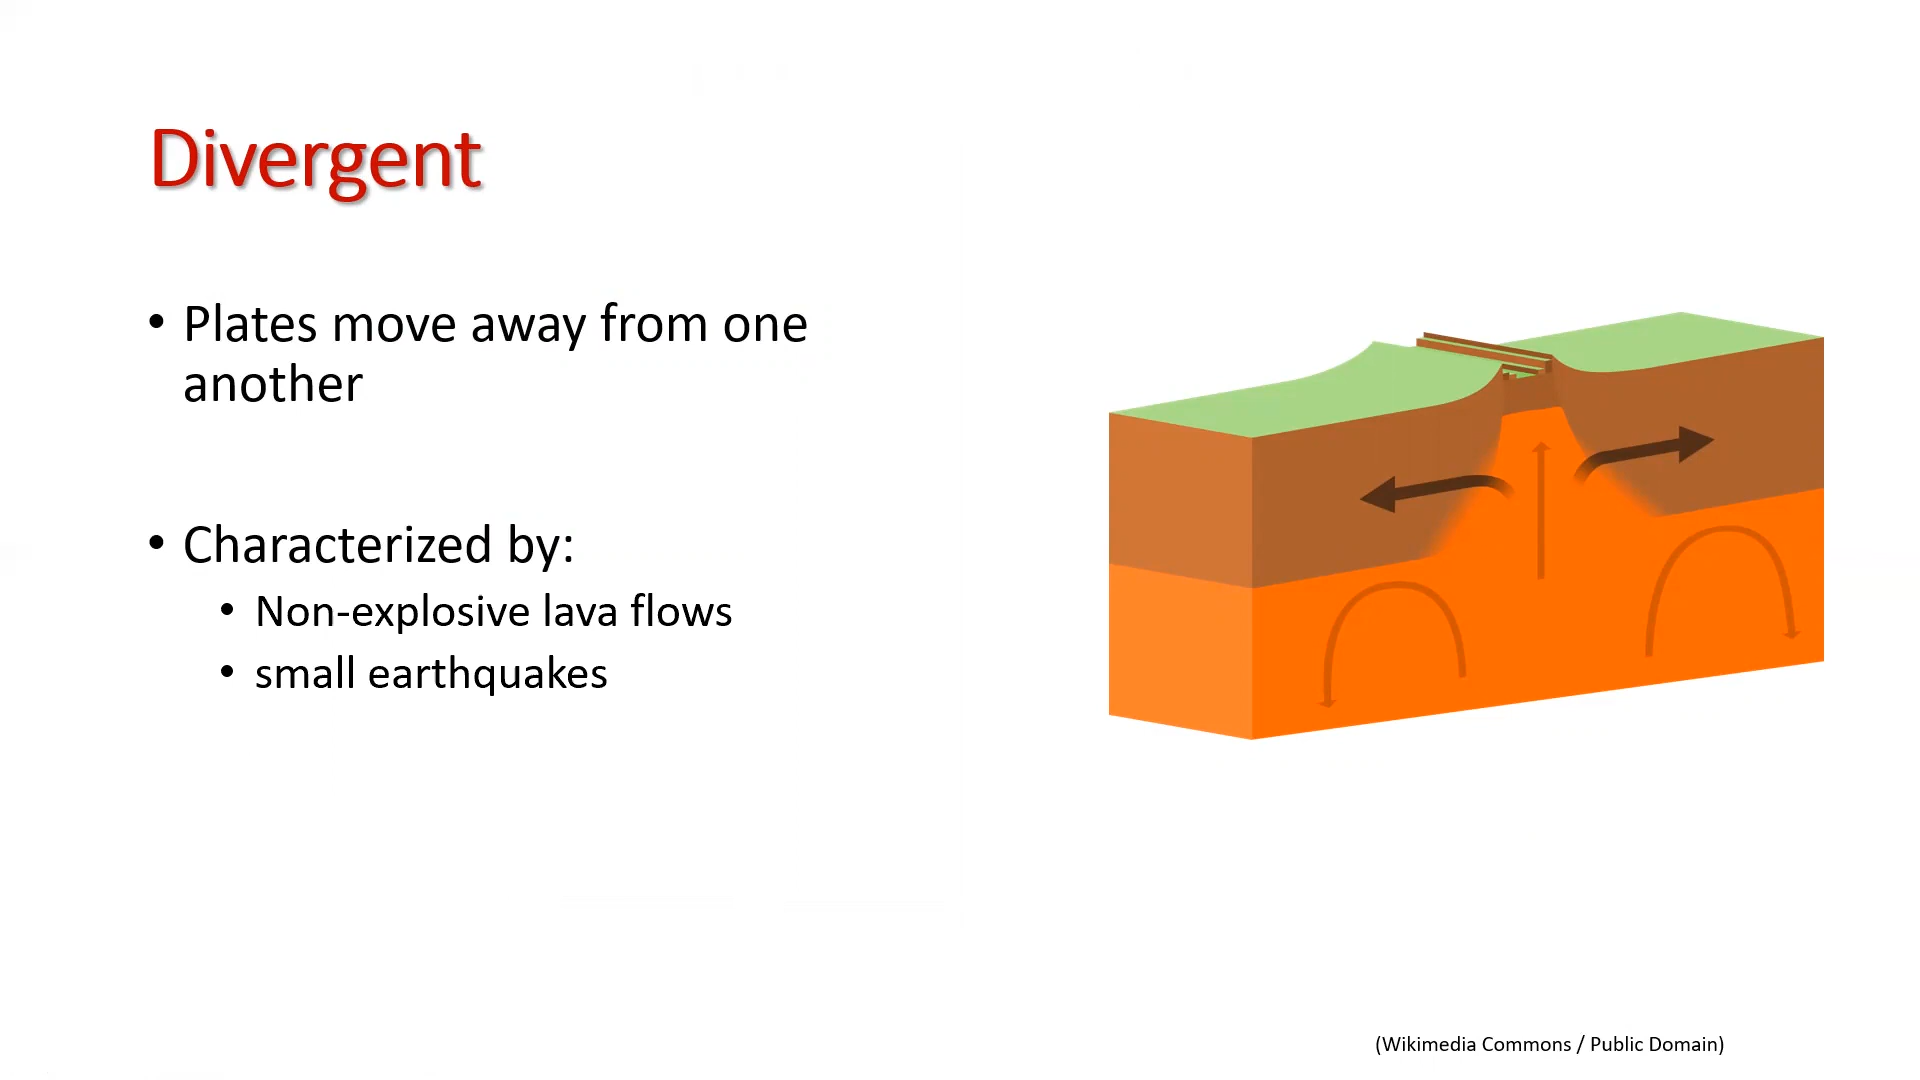 Divergent
• Plates move away from one
another
• Characterized by:
• Non-explosive lava flows
• small earthquakes
(Wikimedia Commons / Public Domain)